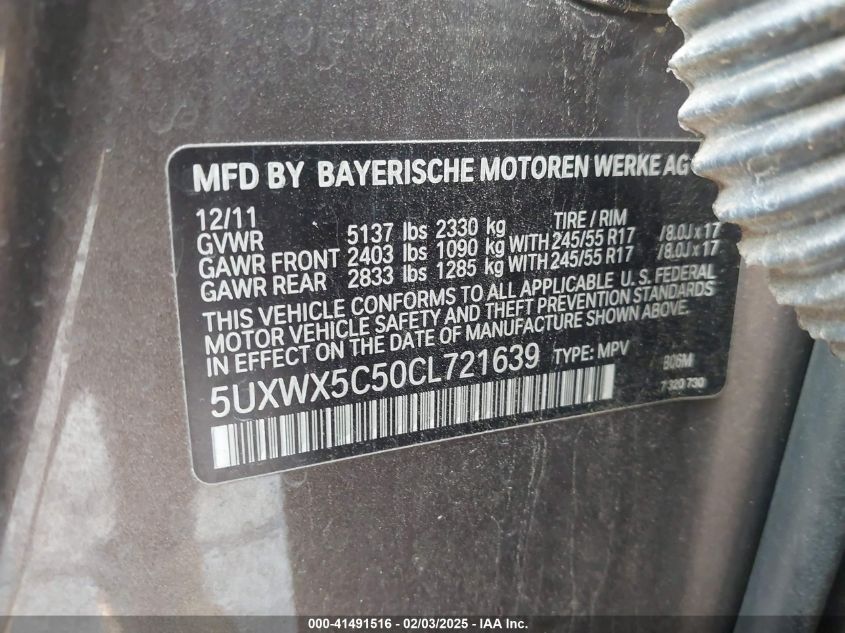 MFD BY BAYERISCHE MOTOREN WERKE AG
12/11 TIRE / RIM
GVWR 5137 lbs 2330 kg
GAWR FRONT 2403 lbs 1090 kg WITH 245/55 R17 /8.0J x 17
GAWR REAR 2833 lbs 1285 kg WITH 245/55 R17 /8.0J x 17
THIS VEHICLE CONFORMS TO ALL APPLICABLE U.S. FEDERAL
MOTOR VEHICLE SAFETY AND THEFT PREVENTION STANDARDS
IN EFFECT ON THE DATE OF MANUFACTURE SHOWN ABOVE.
5UXWX5C50CL721639 TYPE: MPV B06M
7 320 730
000-41491516 - 02/03/2025 - IAA Inc.